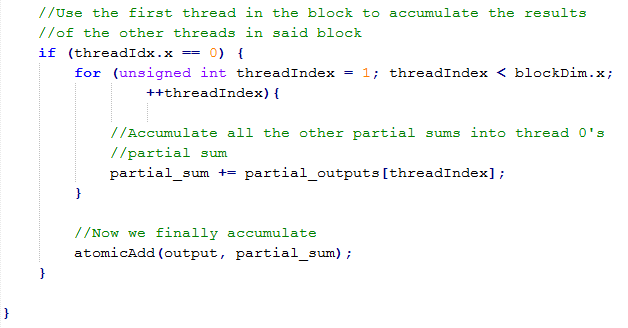 //Use the first thread in the block to accumulate the results
//of the other threads in said block
if (threadIdx.x == 0) {
for (unsigned int threadIndex = 1; threadIndex < blockDim.x;
++threadIndex){
//Accumulate all the other partial sums into thread 0's
//partial sum
partial_sum += partial_outputs[threadIndex];
}
//Now we finally accumulate
atomicAdd(output, partial_sum);
}
}